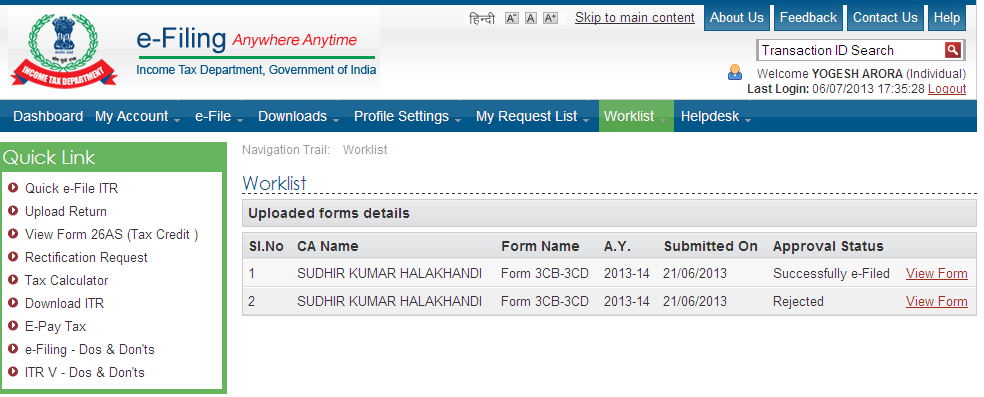 हिन्दी A- A A+ Skip to main content About Us Feedback Contact Us Help
e-Filing Anywhere Anytime
Income Tax Department, Government of India
INCOME TAX DEPARTMENT
Transaction ID Search
Welcome YOGESH ARORA (Individual)
Last Login: 06/07/2013 17:35:28 Logout
Dashboard My Account e-File Downloads Profile Settings My Request List Worklist Helpdesk
Quick Link
Quick e-File ITR
Upload Return
View Form 26AS (Tax Credit )
Rectification Request
Tax Calculator
Download ITR
E-Pay Tax
e-Filing - Dos & Don'ts
ITR V - Dos & Don'ts
Navigation Trail: Worklist
Worklist
Uploaded forms details
Sl.No CA Name Form Name A.Y. Submitted On Approval Status
1 SUDHIR KUMAR HALAKHANDI Form 3CB-3CD 2013-14 21/06/2013 Successfully e-Filed View Form
2 SUDHIR KUMAR HALAKHANDI Form 3CB-3CD 2013-14 21/06/2013 Rejected View Form